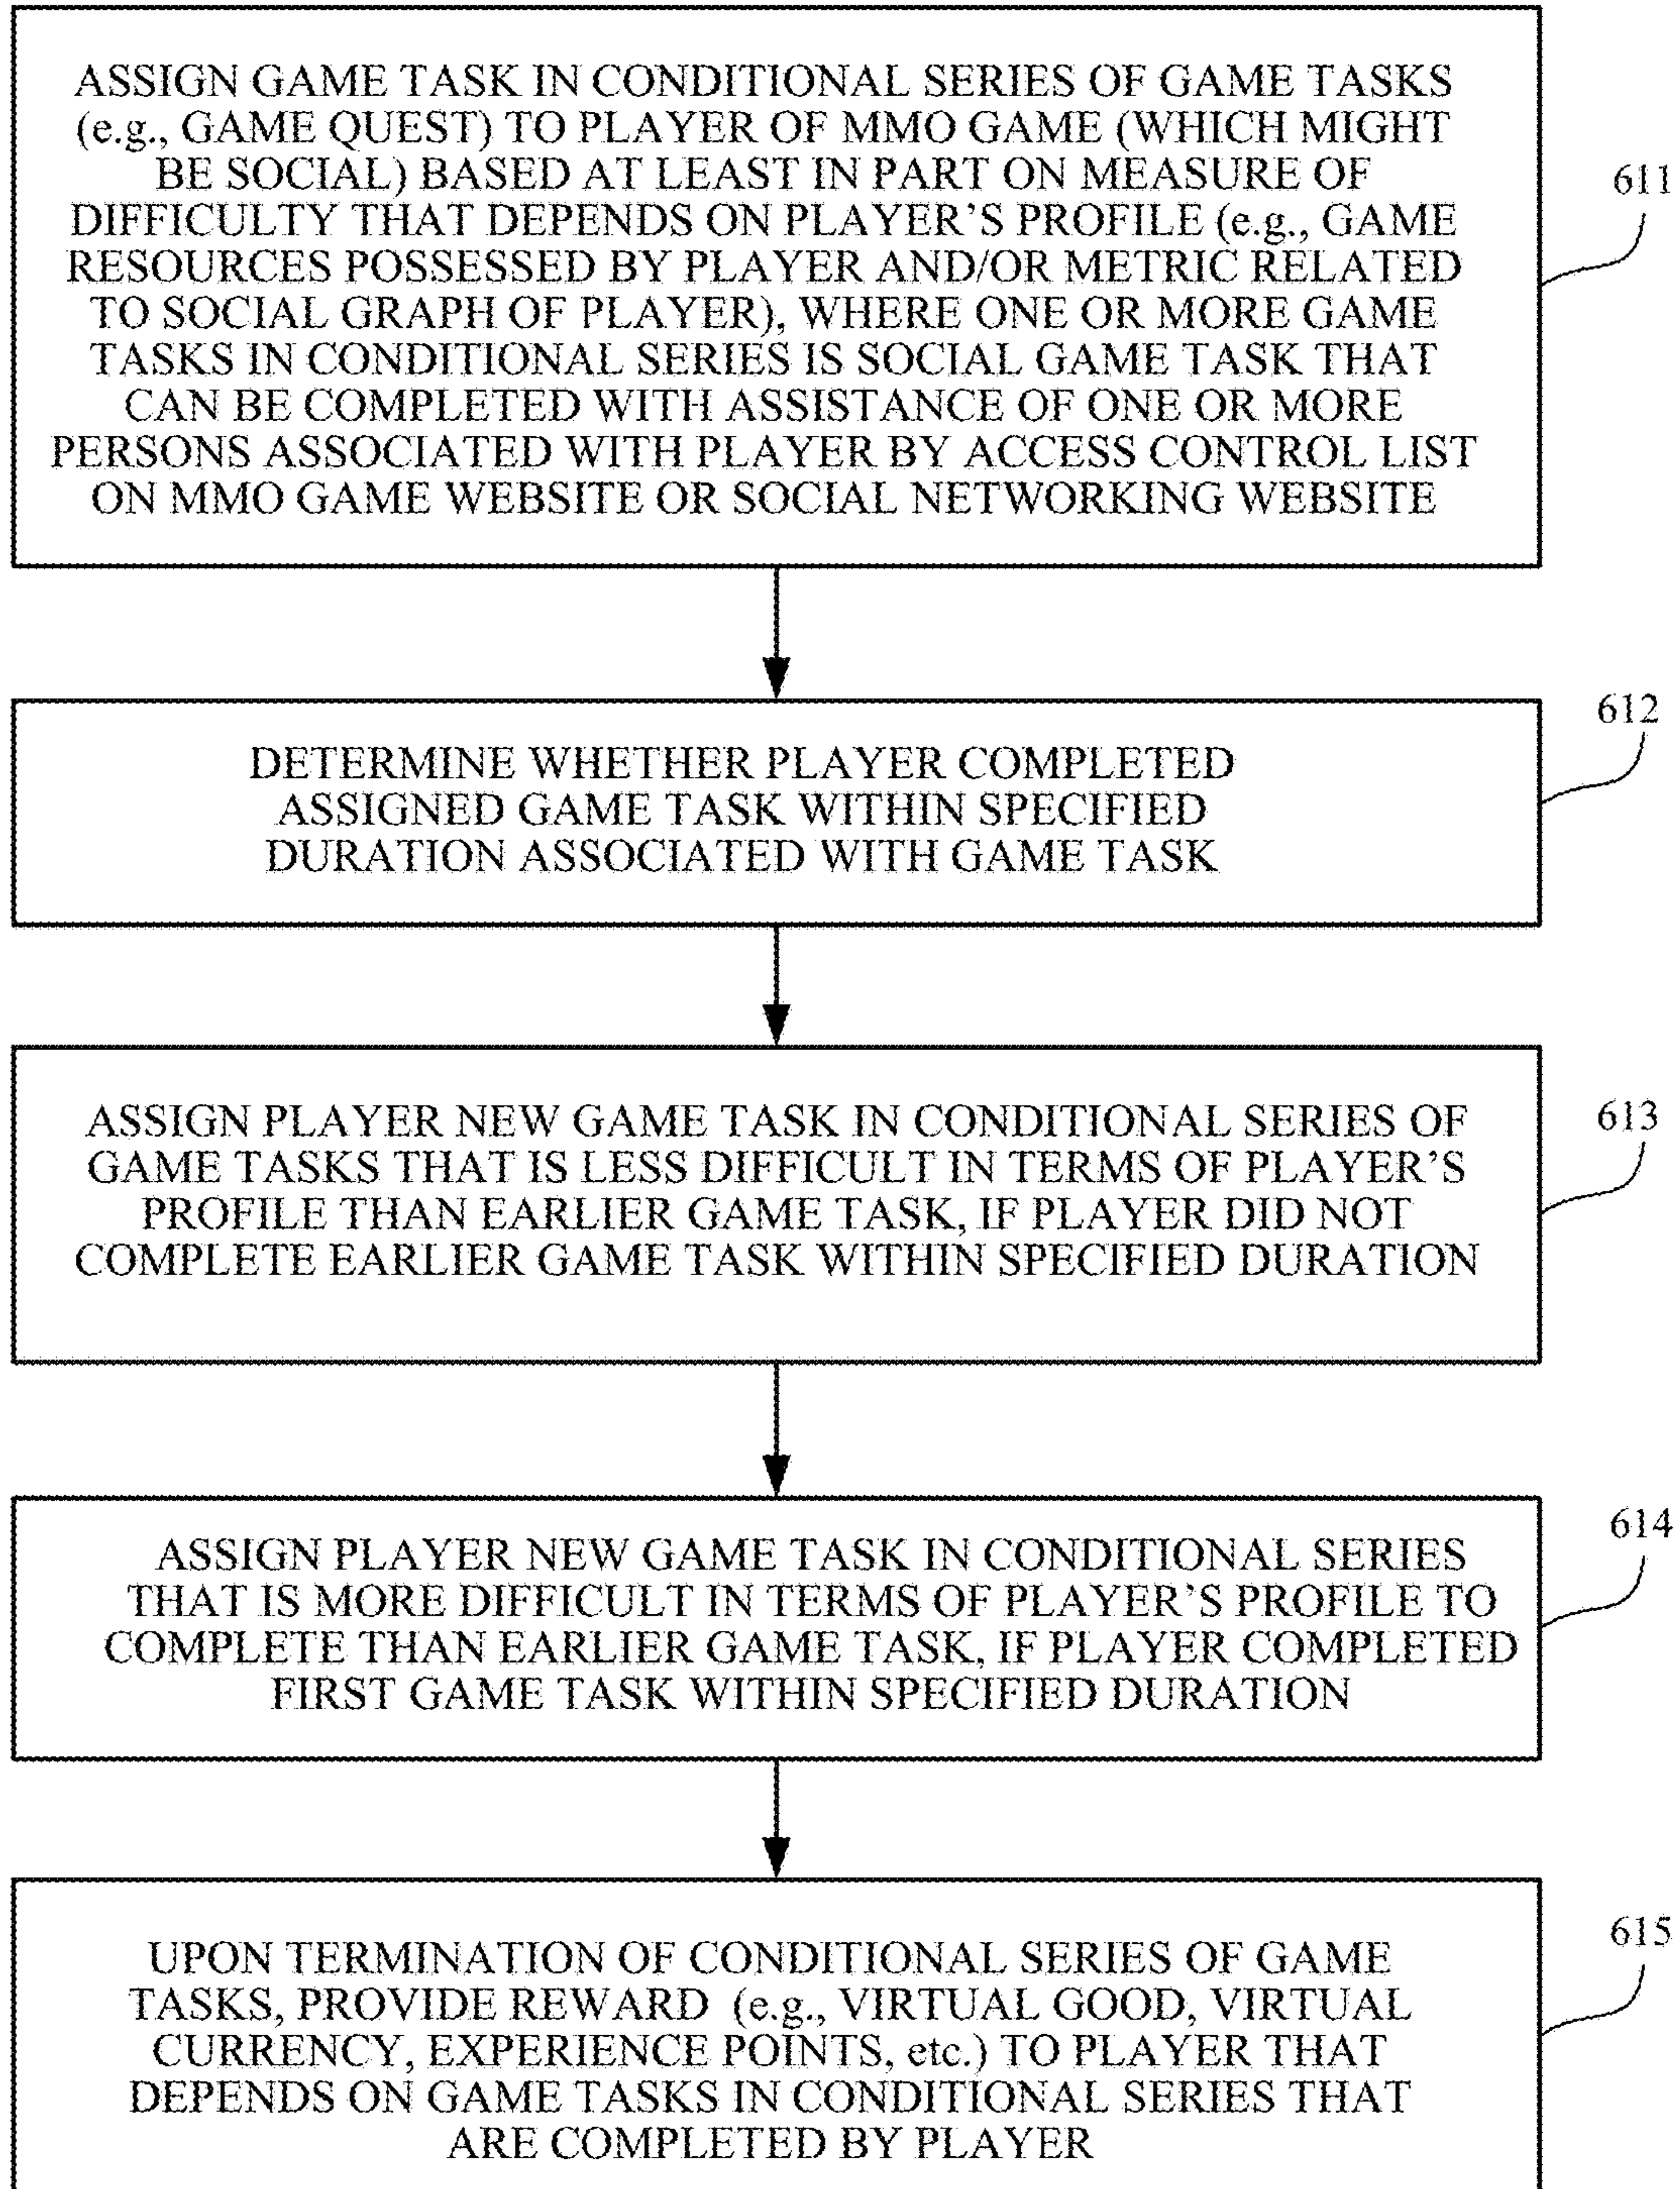 ASSIGN GAME TASK IN CONDITIONAL SERIES OF GAME TASKS
(e.g., GAME QUEST) TO PLAYER OF MMO GAME (WHICH MIGHT
BE SOCIAL) BASED AT LEAST IN PART ON MEASURE OF
DIFFICULTY THAT DEPENDS ON PLAYER'S PROFILE (e.g., GAME
RESOURCES POSSESSED BY PLAYER AND/OR METRIC RELATED
TO SOCIAL GRAPH OF PLAYER), WHERE ONE OR MORE GAME
TASKS IN CONDITIONAL SERIES IS SOCIAL GAME TASK THAT
CAN BE COMPLETED WITH ASSISTANCE OF ONE OR MORE
PERSONS ASSOCIATED WITH PLAYER BY ACCESS CONTROL LIST
ON MMO GAME WEBSITE OR SOCIAL NETWORKING WEBSITE
611
DETERMINE WHETHER PLAYER COMPLETED
ASSIGNED GAME TASK WITHIN SPECIFIED
DURATION ASSOCIATED WITH GAME TASK
612
ASSIGN PLAYER NEW GAME TASK IN CONDITIONAL SERIES OF
GAME TASKS THAT IS LESS DIFFICULT IN TERMS OF PLAYER'S
PROFILE THAN EARLIER GAME TASK, IF PLAYER DID NOT
COMPLETE EARLIER GAME TASK WITHIN SPECIFIED DURATION
613
ASSIGN PLAYER NEW GAME TASK IN CONDITIONAL SERIES
THAT IS MORE DIFFICULT IN TERMS OF PLAYER'S PROFILE TO
COMPLETE THAN EARLIER GAME TASK, IF PLAYER COMPLETED
FIRST GAME TASK WITHIN SPECIFIED DURATION
614
UPON TERMINATION OF CONDITIONAL SERIES OF GAME
TASKS, PROVIDE REWARD (e.g., VIRTUAL GOOD, VIRTUAL
CURRENCY, EXPERIENCE POINTS, etc.) TO PLAYER THAT
DEPENDS ON GAME TASKS IN CONDITIONAL SERIES THAT
ARE COMPLETED BY PLAYER
615